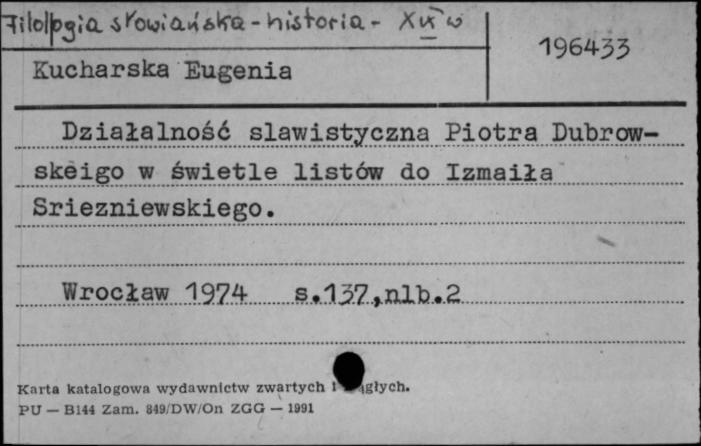 Filologia słowiańska - historia - XIX w
196433
Kucharska Eugenia
Działalność slawistyczna Piotra Dubrow-
skeigo w świetle listów do Izmaiła
Sriezniewskiego.
Wrocław 1974 s.137,nlb.2
Karta katalogowa wydawnictw zwartych i
PU — B144 Zam. 849/DW/On ZGG — 1991